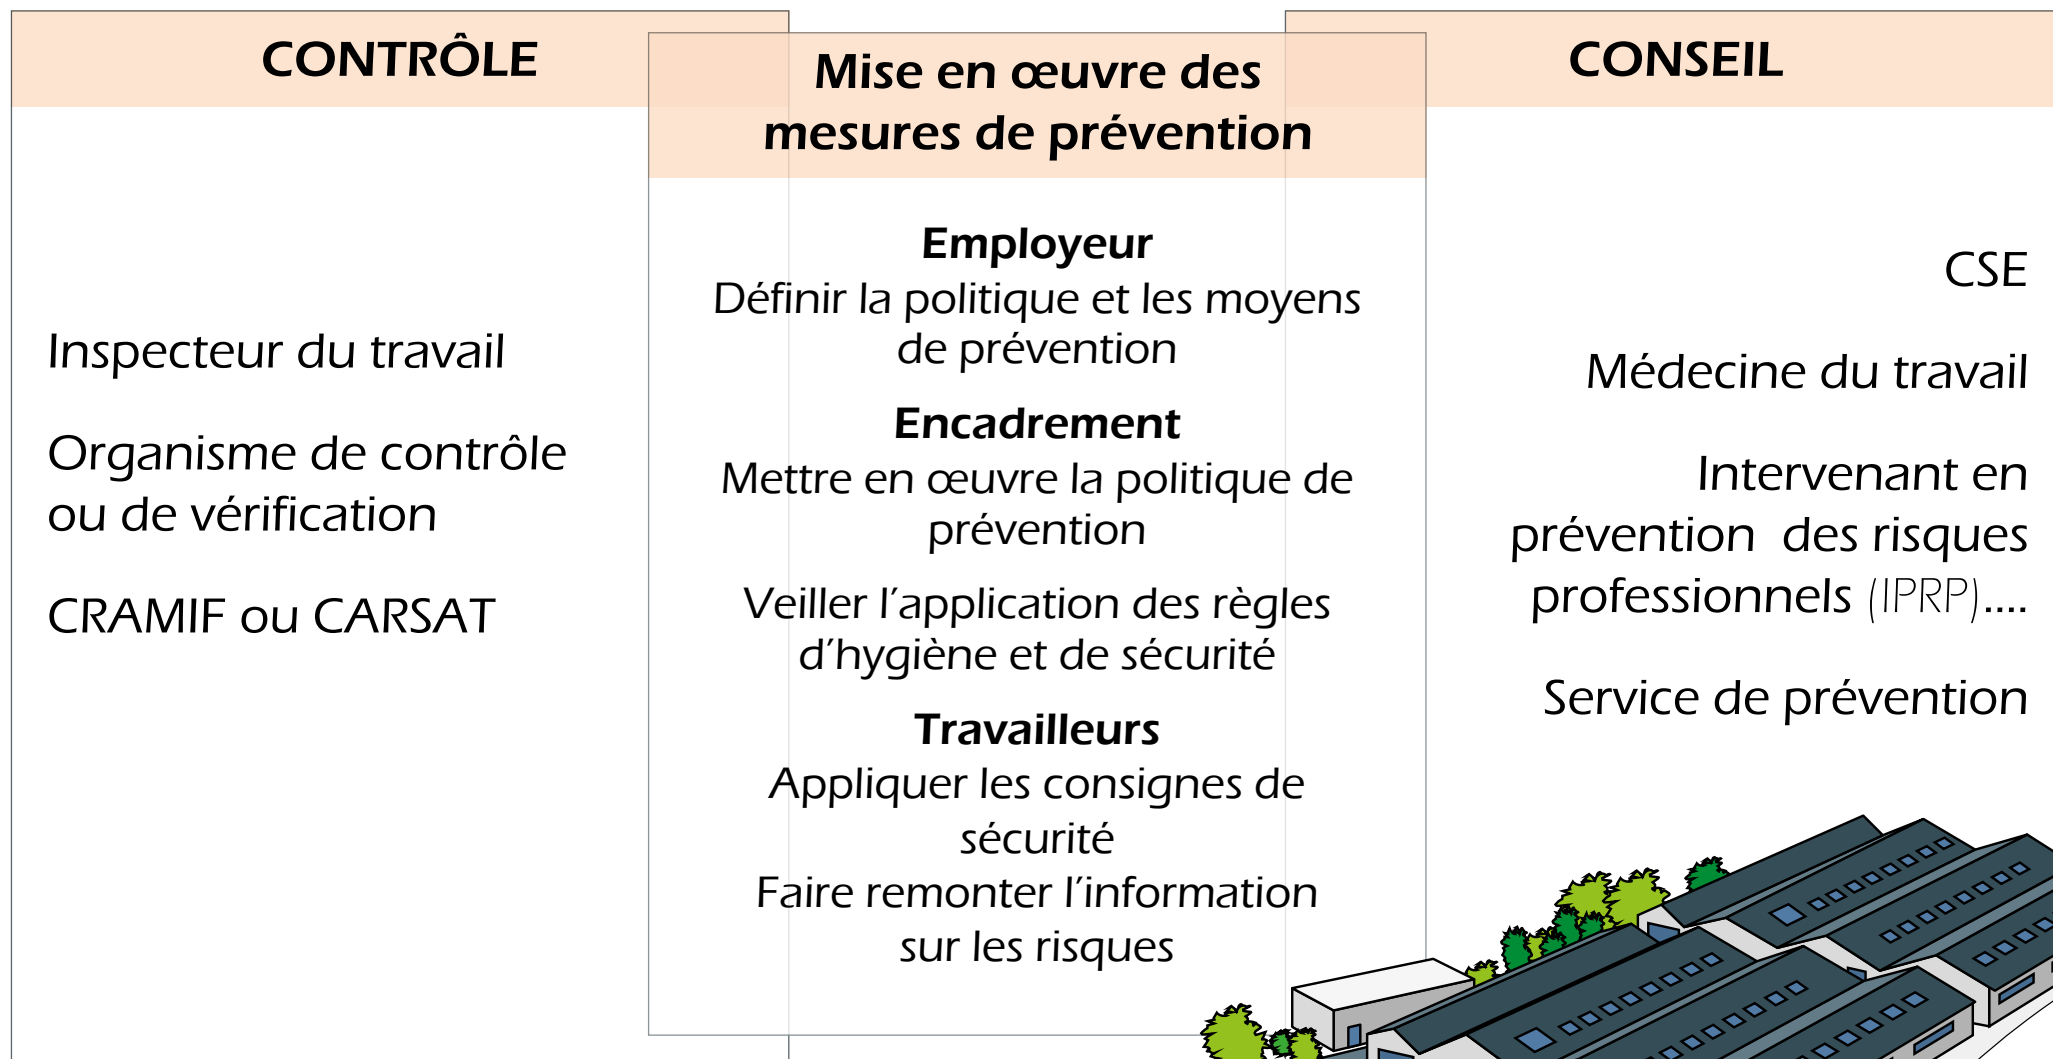 CONTRÔLE
Inspecteur du travail
Organisme de contrôle
ou de vérification
CRAMIF ou CARSAT
Mise en œuvre des
mesures de prévention
Employeur
Définir la politique et les moyens
de prévention
Encadrement
Mettre en œuvre la politique de
prévention
Veiller l’application des règles
d’hygiène et de sécurité
Travailleurs
Appliquer les consignes de
sécurité
Faire remonter l’information
sur les risques
CONSEIL
CSE
Médecine du travail
Intervenant en
prévention des risques
professionnels (IPRP)....
Service de prévention